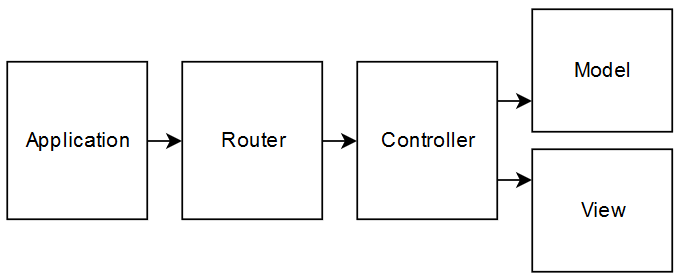 Application
Router
Controller
Model
View